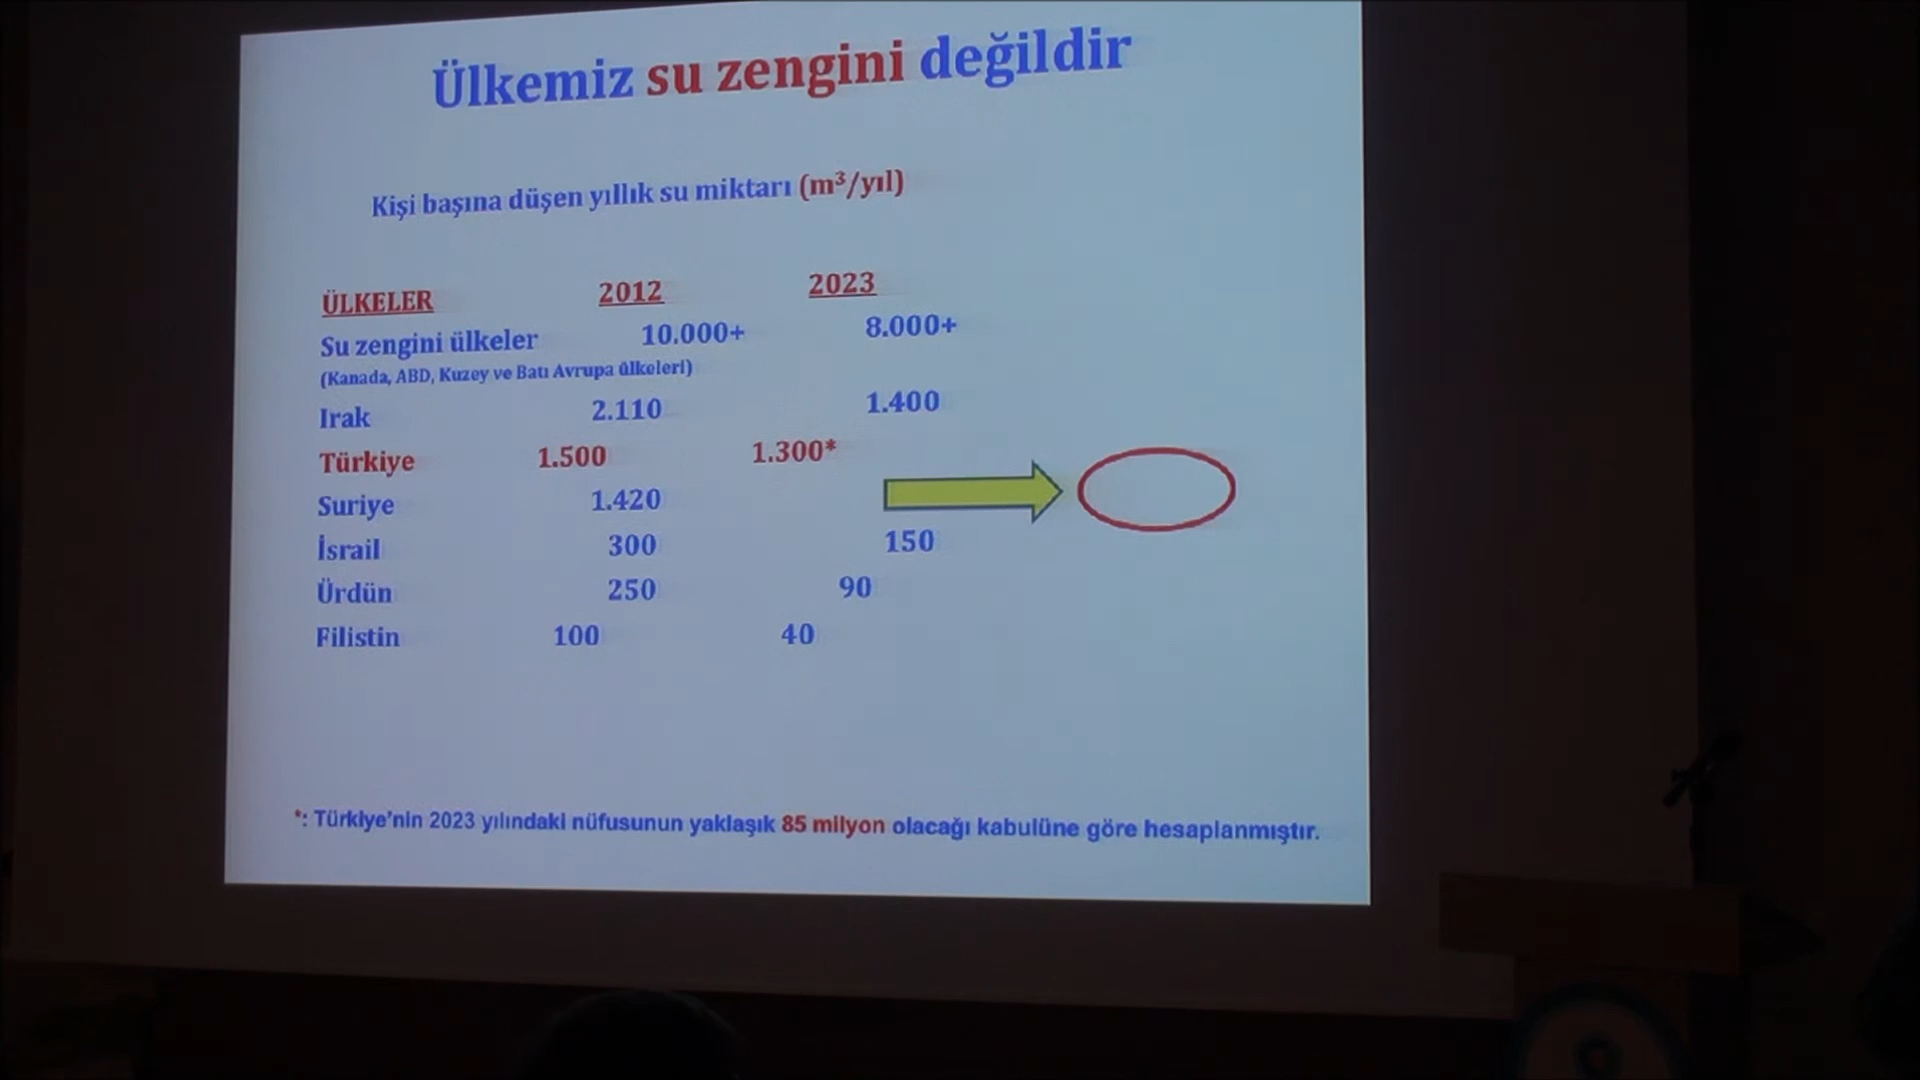 Ülkemiz su zengini değildir
Kişi başına düşen yıllık su miktarı (m³/yıl)
ÜLKELER 2012 2023
Su zengini ülkeler 10.000+ 8.000+
(Kanada, ABD, Kuzey ve Batı Avrupa ülkeleri)
Irak 2.110 1.400
Türkiye 1.500 1.300*
Suriye 1.420
İsrail 300 150
Ürdün 250 90
Filistin 100 40
*: Türkiye'nin 2023 yılındaki nüfusunun yaklaşık 85 milyon olacağı kabulüne göre hesaplanmıştır.